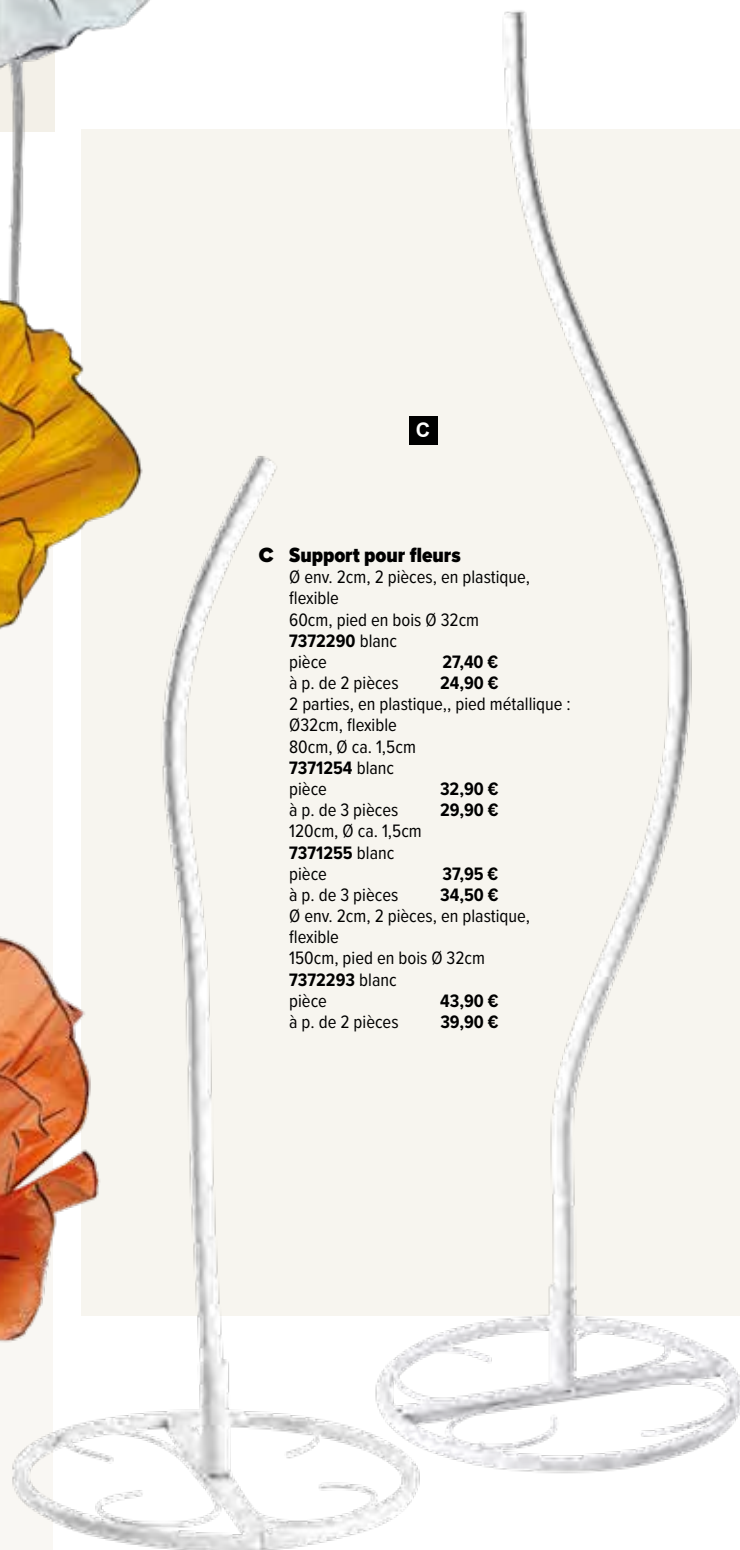 C
C Support pour fleurs
Ø env. 2cm, 2 pièces, en plastique,
flexible
60cm, pied en bois Ø 32cm
7372290 blanc
pièce 27,40 €
à p. de 2 pièces 24,90 €
2 parties, en plastique,, pied métallique :
Ø32cm, flexible
80cm, Ø ca. 1,5cm
7371254 blanc
pièce 32,90 €
à p. de 3 pièces 29,90 €
120cm, Ø ca. 1,5cm
7371255 blanc
pièce 37,95 €
à p. de 3 pièces 34,50 €
Ø env. 2cm, 2 pièces, en plastique,
flexible
150cm, pied en bois Ø 32cm
7372293 blanc
pièce 43,90 €
à p. de 2 pièces 39,90 €